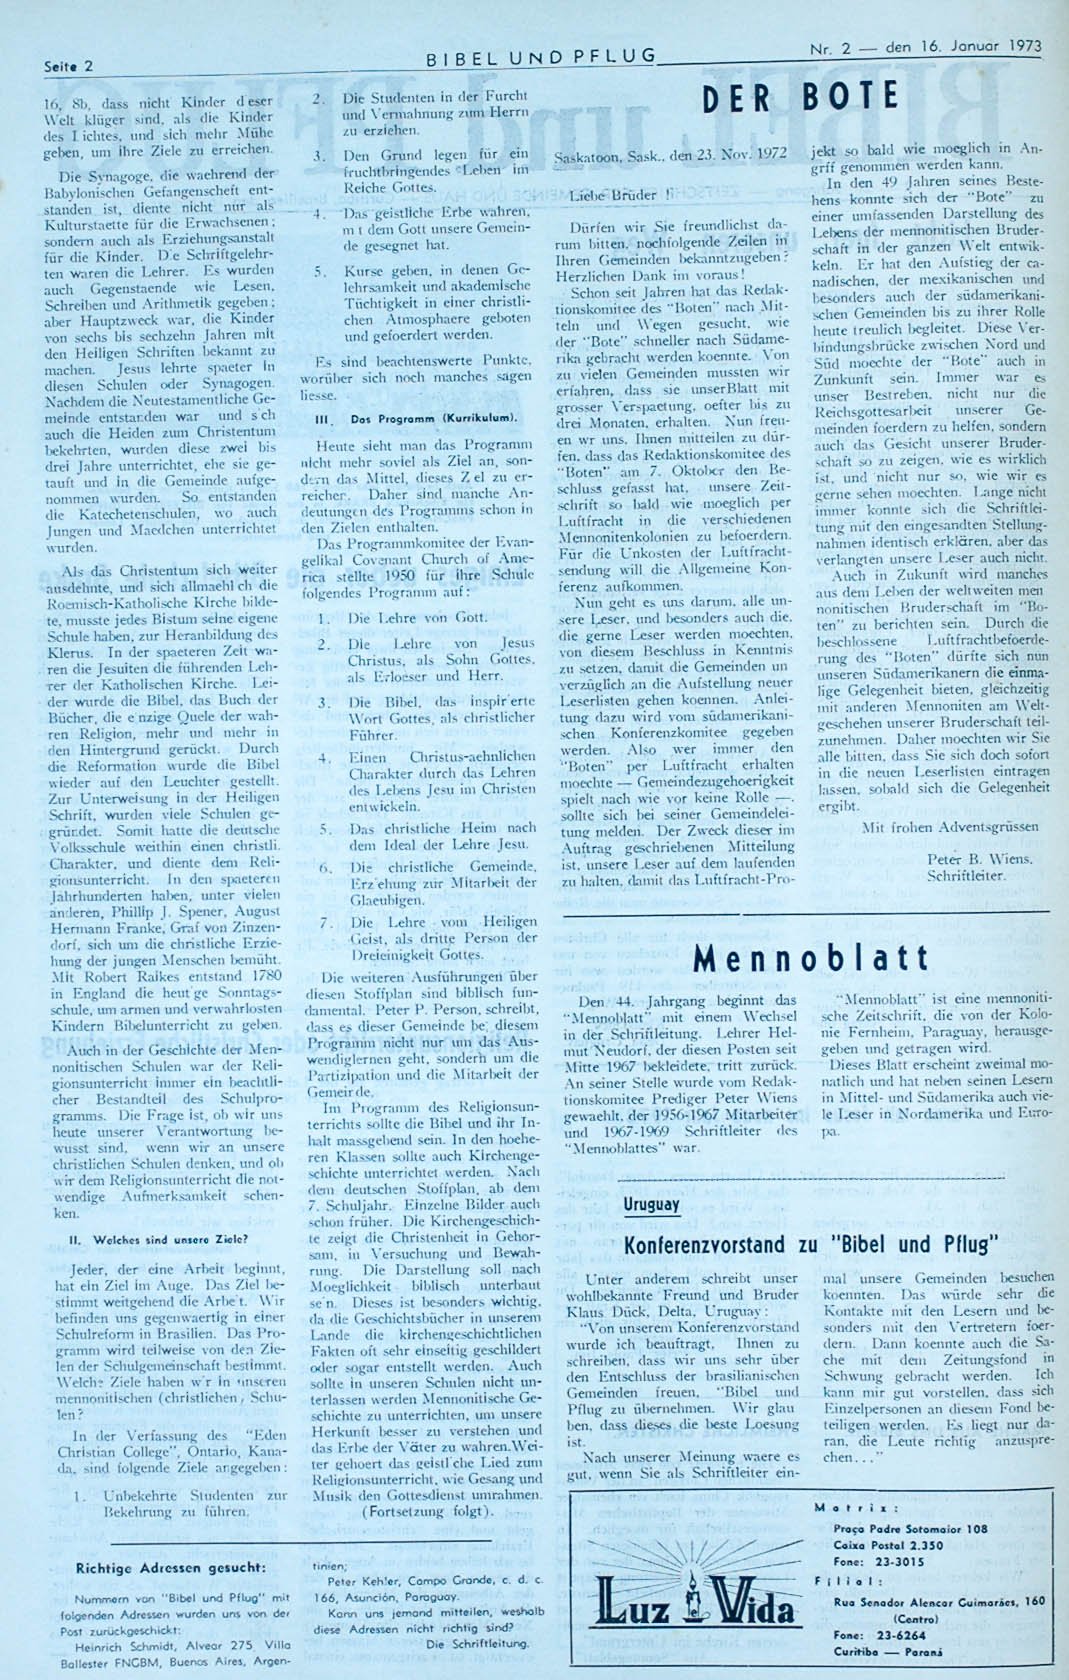 Seite 2
BIBEL UND PFLUG
Nr. 2 — den 16. Januar 1973
16, 8b, dass nicht Kinder deser
Welt klüger sind, als die Kinder
des Lichtes, und sich mehr Mühe
geben, um ihre Ziele zu erreichen.
Die Synagoge, die waehrend der
Babylonischen Gefangenscheft ent-
standen ist, diente nicht nur als
Kulturstaette für die Erwachsenen;
sondern auch als Erziehungsanstalt
für die Kinder. De Schriftgelehr-
ten waren die Lehrer. Es wurden
auch Gegenstaende wie Lesen,
Schreiben und Arithmetik gegeben;
aber Hauptzweck war, die Kinder
von sechs bis sechzehn Jahren mit
den Heiligen Schriften bekannt zu
machen. Jesus lehrte spaeter in
diesen Schulen oder Synagogen.
Nachdem die Neutestamentliche Ge-
meinde entstanden war und sch
auch die Heiden zum Christentum
bekehrten, wurden diese zwei bis
drei Jahre unterrichtet, ehe sie ge-
tauft und in die Gemeinde aufge-
nommen wurden. So entstanden
die Katechetenschulen, wo auch
Jungen und Maedchen unterrichtet
wurden.
Als das Christentum sich weiter
ausdehnte, und sich allmaehl ch die
Roemisch-Katholische Kirche bilde-
te, musste jedes Bistum seine eigene
Schule haben, zur Heranbildung des
Klerus. In der spaeteren Zeit wa-
ren die Jesuiten die führenden Leh-
rer der Katholischen Kirche. Lei-
der wurde die Bibel, das Buch der
Bücher, die enzige Quele der wah-
ren Religion, mehr und mehr in
den Hintergrund gerückt. Durch
die Reformation wurde die Bibel
wieder auf den Leuchter gestellt.
Zur Unterweisung in der Heiligen
Schrift, wurden viele Schulen ge-
gründet. Somit hatte die deutsche
Volksschule weithin einen christli.
Charakter, und diente dem Reli-
gionsunterricht. In den spaeteren
Jahrhunderten haben, unter vielen
anderen, Phillip J. Spener, August
Hermann Franke, Graf von Zinzen-
dorf, sich um die christliche Erzie-
hung der jungen Menschen bemüht.
Mit Robert Raikes entstand 1780
in England die heut'ge Sonntags-
schule, um armen und verwahrlosten
Kindern Bibelunterricht zu geben.
Auch in der Geschichte der Men-
nonitischen Schulen war der Reli-
gionsunterricht immer ein beachtli-
cher Bestandteil des Schulpro-
gramms. Die Frage ist, ob wir uns
heute unserer Verantwortung be-
wusst sind, wenn wir an unsere
christlichen Schulen denken, und ob
wir dem Religionsunterricht die not-
wendige Aufmerksamkeit schen-
ken.
II. Welches sind unsere Ziele?
Jeder, der eine Arbeit beginnt,
hat ein Ziel im Auge. Das Ziel be-
stimmt weitgehend die Arbe't. Wir
befinden uns gegenwaertig in einer
Schulreform in Brasilien. Das Pro-
gramm wird teilweise von den Zie-
len der Schulgemeinschaft bestimmt.
Welche Ziele haben w'r in unseren
mennonitischen (christlichen) Schu-
len?
In der Verfassung des "Eden
Christian College", Ontario, Kana-
da, sind folgende Ziele angegeben:
1. Unbekehrte Studenten zur
Bekehrung zu führen.
2. Die Studenten in der Furcht
und Vermahnung zum Herrn
zu erziehen.
3. Den Grund legen für ein
fruchtbringendes Leben im
Reiche Gottes.
4. Das geistliche Erbe wahren,
m t dem Gott unsere Gemein-
de gesegnet hat.
5. Kurse geben, in denen Ge-
lehrsamkeit und akademische
Tüchtigkeit in einer christli-
chen Atmosphaere geboten
und gefoerdert werden.
Es sind beachtenswerte Punkte,
worüber sich noch manches sagen
liesse.
III. Das Programm (Kurrikulum).
Heute sieht man das Programm
nicht mehr soviel als Ziel an, son-
dern das Mittel, dieses Z el zu er-
reichen. Daher sind manche An-
deutungen des Programms schon in
den Zielen enthalten.
Das Programmkomitee der Evan-
gelikal Covenant Church of Ame-
rica stellte 1950 für ihre Schule
folgendes Programm auf:
1. Die Lehre von Gott.
2. Die Lehre von Jesus
Christus, als Sohn Gottes,
als Erloeser und Herr.
3. Die Bibel, das inspir'erte
Wort Gottes, als christlicher
Führer.
4. Einen Christus-aehnlichen
Charakter durch das Lehren
des Lebens Jesu im Christen
entwickeln.
5. Das christliche Heim nach
dem Ideal der Lehre Jesu.
6. Die christliche Gemeinde,
Erz'ehung zur Mitarbeit der
Glaeubigen.
7. Die Lehre vom Heiligen
Geist, als dritte Person der
Dreieinigkeit Gottes.
Die weiteren Ausführungen über
diesen Stoffplan sind biblisch fun-
damental. Peter P. Person, schreibt,
dass es dieser Gemeinde be; diesem
Programm nicht nur um das Aus-
wendiglernen geht, sondern um die
Partizipation und die Mitarbeit der
Gemeirde.
Im Programm des Religionsun-
terrichts sollte die Bibel und ihr In-
halt massgebend sein. In den hoehe-
ren Klassen sollte auch Kirchenge-
schichte unterrichtet werden. Nach
dem deutschen Stoffplan, ab dem
7. Schuljahr. Einzelne Bilder auch
schon früher. Die Kirchengeschich-
te zeigt die Christenheit in Gehor-
sam, in Versuchung und Bewah-
rung. Die Darstellung soll nach
Moeglichkeit biblisch unterbaut
se'n. Dieses ist besonders wichtig,
da die Geschichtsbücher in unserem
Lande die kirchengeschichtlichen
Fakten oft sehr einseitig geschildert
oder sogar entstellt werden. Auch
sollte in unseren Schulen nicht un-
terlassen werden Mennonitische Ge-
schichte zu unterrichten, um unsere
Herkunft besser zu verstehen und
das Erbe der Väter zu wahren.Wei-
ter gehoert das geistl'che Lied zum
Religionsunterricht, wie Gesang und
Musik den Gottesdienst umrahmen.
(Fortsetzung folgt).
Richtige Adressen gesucht:
Nummern von "Bibel und Pflug" mit
folgenden Adressen wurden uns von der
Post zurückgeschickt:
Heinrich Schmidt, Alvear 275, Villa
Ballester FNGBM, Buenos Aires, Argen-
tinien;
Peter Kehler, Campo Grande, c. d. c.
166, Asunción, Paraguay.
Kann uns jemand mitteilen, weshalb
diese Adressen nicht richtig sind?
Die Schriftleitung.
DER BOTE
Saskatoon, Sask., den 23. Nov. 1972
Liebe Brüder !
Dürfen wir Sie freundlichst da-
rum bitten, nochfolgende Zeilen in
Ihren Gemeinden bekanntzugeben?
Herzlichen Dank im voraus!
Schon seit Jahren hat das Redak-
tionskomitee des "Boten" nach Mit-
teln und Wegen gesucht, wie
der "Bote" schneller nach Südame-
rika gebracht werden koennte. Von
zu vielen Gemeinden mussten wir
erfahren, dass sie unserBlatt mit
grosser Verspaetung, oefter bis zu
drei Monaten, erhalten. Nun freu-
en wr uns, Ihnen mitteilen zu dür-
fen, dass das Redaktionskomitee des
"Boten" am 7. Oktober den Be-
schluss gefasst hat, unsere Zeit-
schrift so bald wie moeglich per
Luftfracht in die verschiedenen
Mennonitenkolonien zu befoerdern.
Für die Unkosten der Luftfracht-
sendung will die Allgemeine Kon-
ferenz aufkommen.
Nun geht es uns darum, alle un-
sere Leser, und besonders auch die,
die gerne Leser werden moechten,
von diesem Beschluss in Kenntnis
zu setzen, damit die Gemeinden un
verzüglich an die Aufstellung neuer
Leserlisten gehen koennen. Anlei-
tung dazu wird vom südamerikani-
schen Konferenzkomitee gegeben
werden. Also wer immer den
"Boten" per Luftfracht erhalten
moechte — Gemeindezugehoerigkeit
spielt nach wie vor keine Rolle —,
sollte sich bei seiner Gemeindelei-
tung melden. Der Zweck dieser im
Auftrag geschriebenen Mitteilung
ist, unsere Leser auf dem laufenden
zu halten, damit das Luftfracht-Pro-
jekt so bald wie moeglich in An-
grff genommen werden kann.
In den 49 Jahren seines Beste-
hens konnte sich der "Bote" zu
einer umfassenden Darstellung des
Lebens der mennonitischen Bruder-
schaft in der ganzen Welt entwik-
keln. Er hat den Aufstieg der ca-
nadischen, der mexikanischen und
besonders auch der südamerikani-
schen Gemeinden bis zu ihrer Rolle
heute treulich begleitet. Diese Ver-
bindungsbrücke zwischen Nord und
Süd moechte der "Bote" auch in
Zunkunft sein. Immer war es
unser Bestreben, nicht nur die
Reichsgottesarbeit unserer Ge-
meinden foerdern zu helfen, sondern
auch das Gesicht unserer Bruder-
schaft so zu zeigen, wie es wirklich
ist, und nicht nur so, wie wir es
gerne sehen moechten. Lange nicht
immer konnte sich die Schriftlei-
tung mit den eingesandten Stellung-
nahmen identisch erklären, aber das
verlangten unsere Leser auch nicht.
Auch in Zukunft wird manches
aus dem Leben der weltweiten men
nonitischen Bruderschaft im "Bo-
ten" zu berichten sein. Durch die
beschlossene Luftfrachtbefoerde-
rung des "Boten" dürfte sich nun
unseren Südamerikanern die einma-
lige Gelegenheit bieten, gleichzeitig
mit anderen Mennoniten am Welt-
geschehen unserer Bruderschaft teil-
zunehmen. Daher moechten wir Sie
alle bitten, dass Sie sich doch sofort
in die neuen Leserlisten eintragen
lassen, sobald sich die Gelegenheit
ergibt.
Mit frohen Adventsgrüssen
Peter B. Wiens,
Schriftleiter.
Mennoblatt
Den 44. Jahrgang beginnt das
"Mennoblatt" mit einem Wechsel
in der Schriftleitung. Lehrer Hel-
mut Neudorf, der diesen Posten seit
Mitte 1967 bekleidete, tritt zurück.
An seiner Stelle wurde vom Redak-
tionskomitee Prediger Peter Wiens
gewaehlt, der 1956-1967 Mitarbeiter
und 1967-1969 Schriftleiter des
"Mennoblattes" war.
"Mennoblatt" ist eine mennoniti-
sche Zeitschrift, die von der Kolo-
nie Fernheim, Paraguay, herausge-
geben und getragen wird.
Dieses Blatt erscheint zweimal mo-
natlich und hat neben seinen Lesern
in Mittel- und Südamerika auch vie-
le Leser in Nordamerika und Euro-
pa.
Uruguay
Konferenzvorstand zu "Bibel und Pflug"
Unter anderem schreibt unser
wohlbekannte Freund und Bruder
Klaus Dück, Delta, Uruguay:
"Von unserem Konferenzvorstand
wurde ich beauftragt, Ihnen zu
schreiben, dass wir uns sehr über
den Entschluss der brasilianischen
Gemeinden freuen, "Bibel und
Pflug zu übernehmen. Wir glau
ben, dass dieses die beste Loesung
ist.
Nach unserer Meinung waere es
gut, wenn Sie als Schriftleiter ein-
mal unsere Gemeinden besuchen
koennten. Das würde sehr die
Kontakte mit den Lesern und be-
sonders mit den Vertretern foer-
dern. Dann koennte auch die Sa-
che mit dem Zeitungsfond in
Schwung gebracht werden. Ich
kann mir gut vorstellen, dass sich
Einzelpersonen an diesem Fond be-
teiligen werden. Es liegt nur da-
ran, die Leute richtig anzuspre-
chen..."
Luz e Vida
Matrix:
Praça Padre Sotomaior 108
Caixa Postal 2.350
Fone: 23-3015
Filial:
Rua Senador Alencar Guimarães, 160
(Centro)
Fone: 23-6264
Curitiba — Paraná